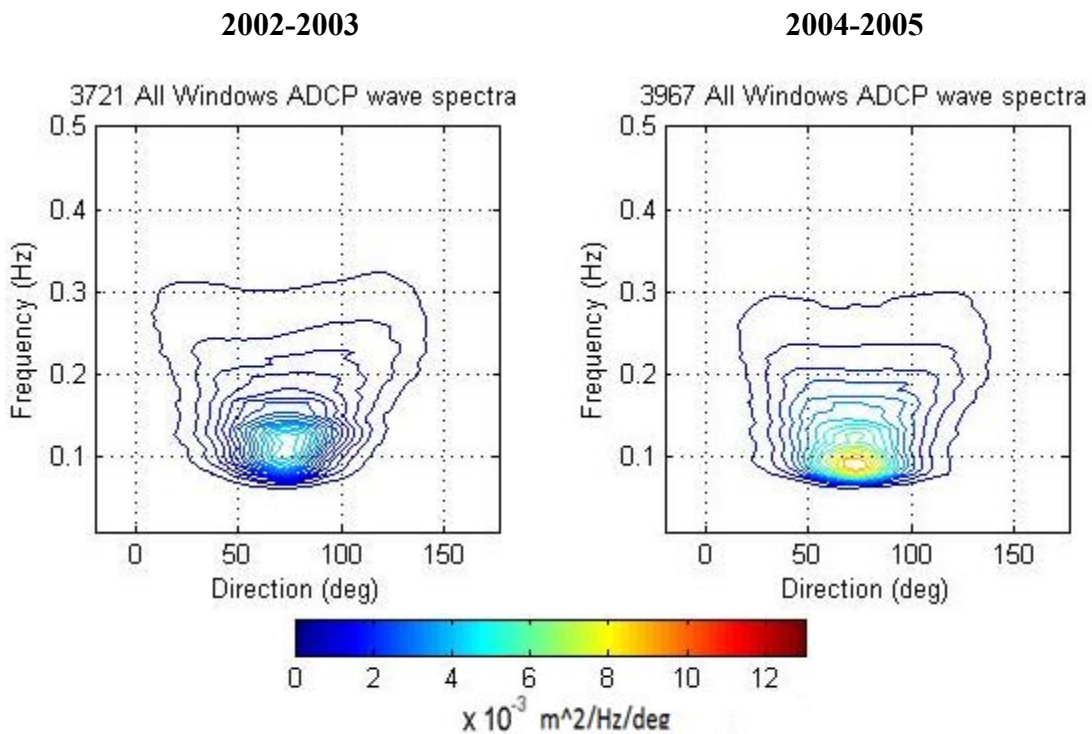 2002-2003
2004-2005
3721 All Windows ADCP wave spectra
3967 All Windows ADCP wave spectra
0.5
0.4
0.3
0.2
0.1
Frequency (Hz)
0 50 100 150
Direction (deg)
0.5
0.4
0.3
0.2
0.1
Frequency (Hz)
0 50 100 150
Direction (deg)
0 2 4 6 8 10 12
x 10^-3 m^2/Hz/deg